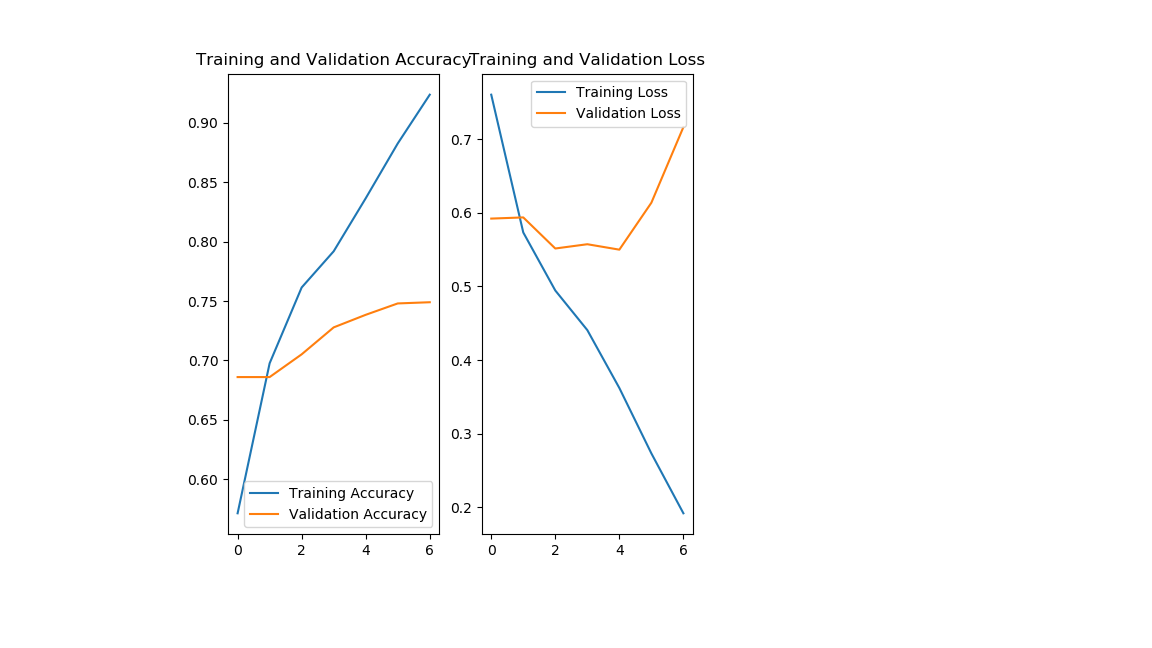 Training and Validation Accuracy
0.90
0.85
0.80
0.75
0.70
0.65
0.60
Training Accuracy
Validation Accuracy
0 2 4 6
Training and Validation Loss
Training Loss
Validation Loss
0.7
0.6
0.5
0.4
0.3
0.2
0 2 4 6